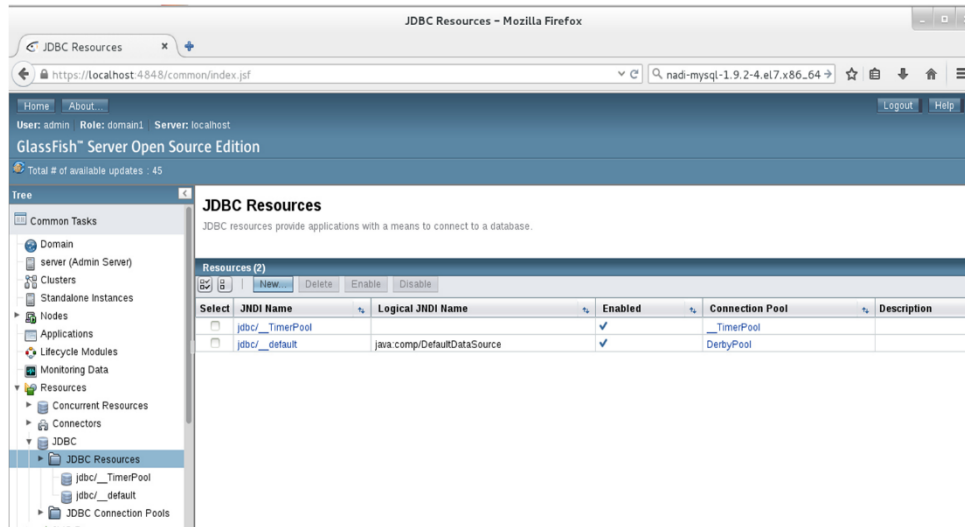 JDBC Resources - Mozilla Firefox
JDBC Resources
https://localhost:4848/common/index.jsf
nadi-mysql-1.9.2-4.el7.x86_64
Home About... Logout Help
User: admin Role: domain1 Server: localhost
GlassFish™ Server Open Source Edition
Total # of available updates : 45
Tree
Common Tasks
Domain
server (Admin Server)
Clusters
Standalone Instances
Nodes
Applications
Lifecycle Modules
Monitoring Data
Resources
Concurrent Resources
Connectors
JDBC
JDBC Resources
jdbc/__TimerPool
jdbc/__default
JDBC Connection Pools
JDBC Resources
JDBC resources provide applications with a means to connect to a database.
Resources (2)
New... Delete Enable Disable
Select JNDI Name Logical JNDI Name Enabled Connection Pool Description
jdbc/__TimerPool __TimerPool
jdbc/__default java:comp/DefaultDataSource DerbyPool